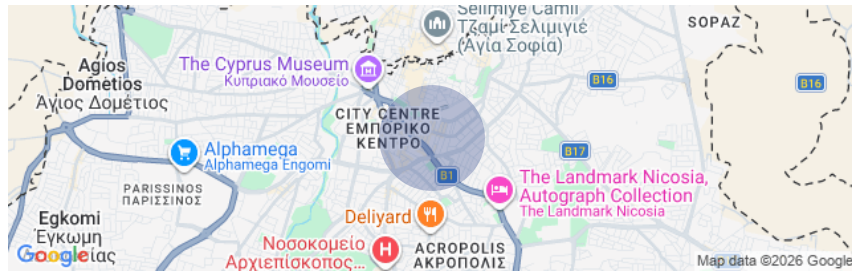 Selimiye Camii
Τζαμί Σελιμιγιέ
(Αγία Σοφία)
SOPAZ
The Cyprus Museum
Κυπριακό Μουσείο
Agios
Dometios
Άγιος Δομέτιος
B16
B16
CITY CENTRE
ΕΜΠΟΡΙΚΟ
ΚΕΝΤΡΟ
Alphamega
Alphamega Engomi
B17
B1
The Landmark Nicosia,
Autograph Collection
The Landmark Nicosia
PARISSINOS
ΠΑΡΙΣΣΙΝΟΣ
Deliyard
Egkomi
Έγκωμη
Νοσοκομείο
Αρχιεπίσκοπος...
H
ACROPOLIS
ΑΚΡΟΠΟΛΙΣ
Google
Map data ©2026 Google